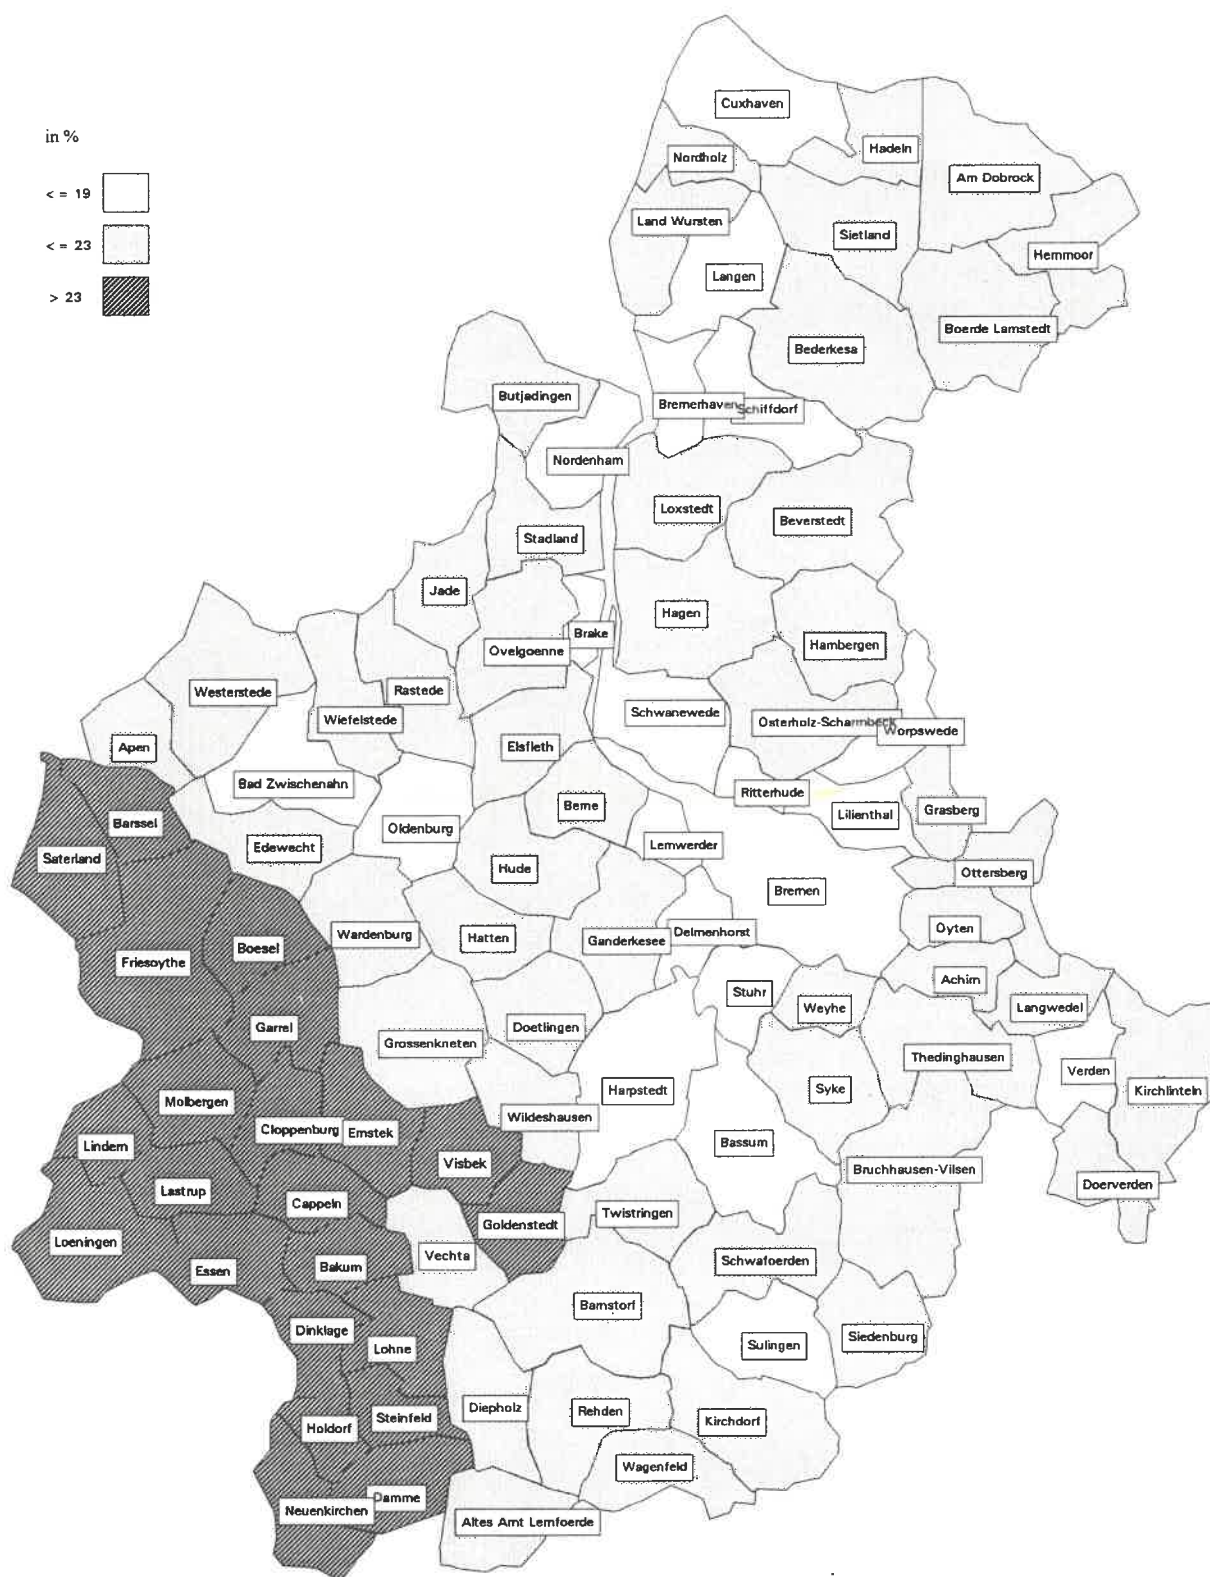 in %
< = 19
< = 23
> 23
Cuxhaven
Hadeln
Nordholz
Am Dobrock
Land Wursten
Sietland
Hemmoor
Langen
Boerde Lamstedt
Bederkesa
Butjadingen
Bremerhaven
Schiffdorf
Nordenham
Loxstedt
Beverstedt
Stadland
Jade
Hagen
Brake
Hambergen
Ovelgoenne
Westerstede
Rastede
Wiefelstede
Schwanewede
Osterholz-Scharmbeck
Worpswede
Apen
Elsfleth
Bad Zwischenahn
Ritterhude
Berne
Grasberg
Lilienthal
Barssel
Oldenburg
Edewecht
Lemwerder
Saterland
Hude
Ottersberg
Bremen
Oyten
Wardenburg
Hatten
Ganderkesee
Delmenhorst
Boesel
Friesoythe
Achim
Stuhr
Weyhe
Langwedel
Garrel
Doetlingen
Grossenkneten
Thedinghausen
Verden
Harpstedt
Syke
Kirchlinteln
Molbergen
Wildeshausen
Cloppenburg
Emstek
Lindern
Bassum
Visbek
Bruchhausen-Vilsen
Doerverden
Lastrup
Cappeln
Twistringen
Goldenstedt
Loeningen
Vechta
Schwafoerden
Essen
Bakum
Barnstorf
Dinklage
Siedenburg
Sulingen
Lohne
Diepholz
Rehden
Steinfeld
Kirchdorf
Holdorf
Wagenfeld
Damme
Neuenkirchen
Altes Amt Lemfoerde